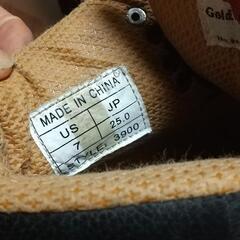 MADE IN CHINA
US JP
7 25.0
STYLE: 3900
Gold